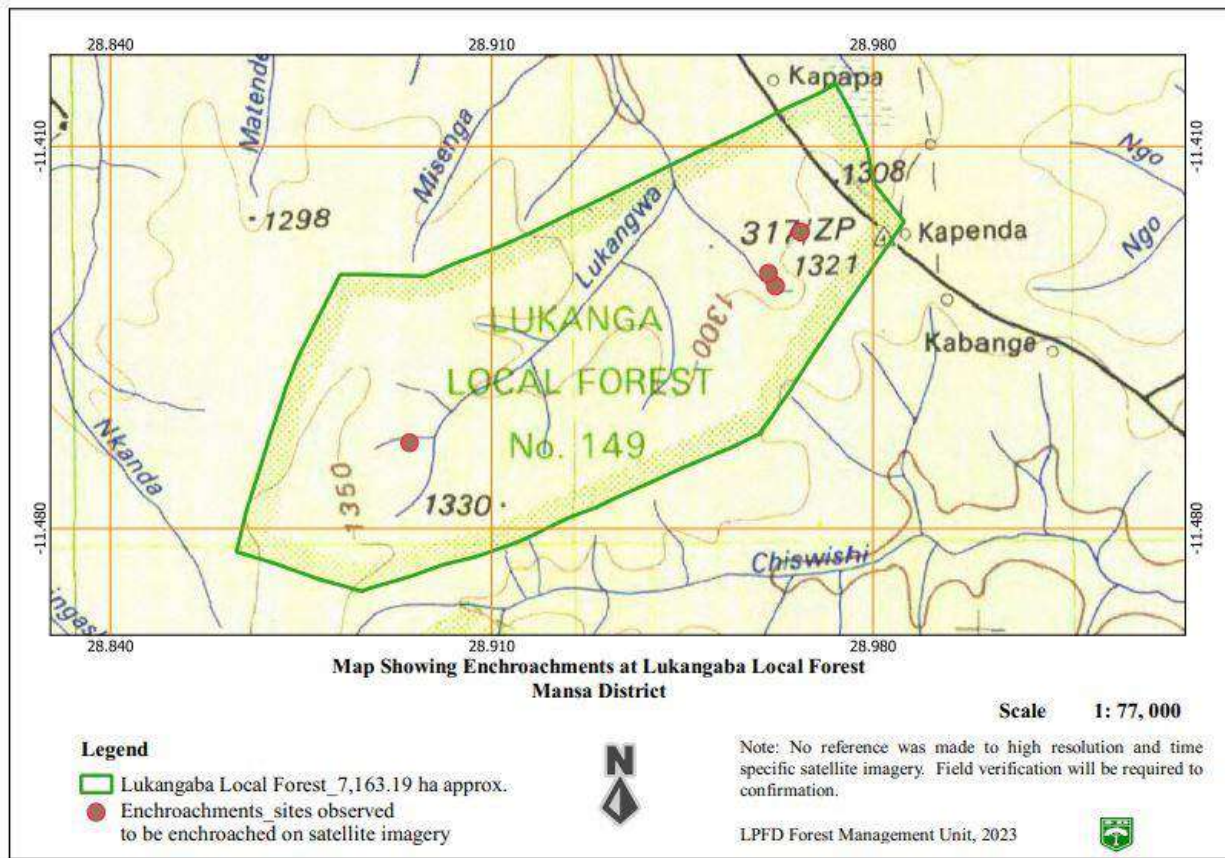 28.840 28.910 28.980
Kapapa
Matende
-11.410 -11.410
Misenga
Ngo
1308
1298
Lukangwa
317/ZP
Kapenda
Ngo
1321
LUKANGA
1300
Kabange
LOCAL FOREST
Nkanda
No. 149
1350
1330
-11.480 -11.480
Chiswishi
28.840 28.910 28.980
Map Showing Enchroachments at Lukangaba Local Forest
Mansa District
Scale 1: 77, 000
Legend
Lukangaba Local Forest_7,163.19 ha approx.
Enchroachments_sites observed
to be enchroached on satellite imagery
N
Note: No reference was made to high resolution and time
specific satellite imagery. Field verification will be required to
confirmation.
LPFD Forest Management Unit, 2023